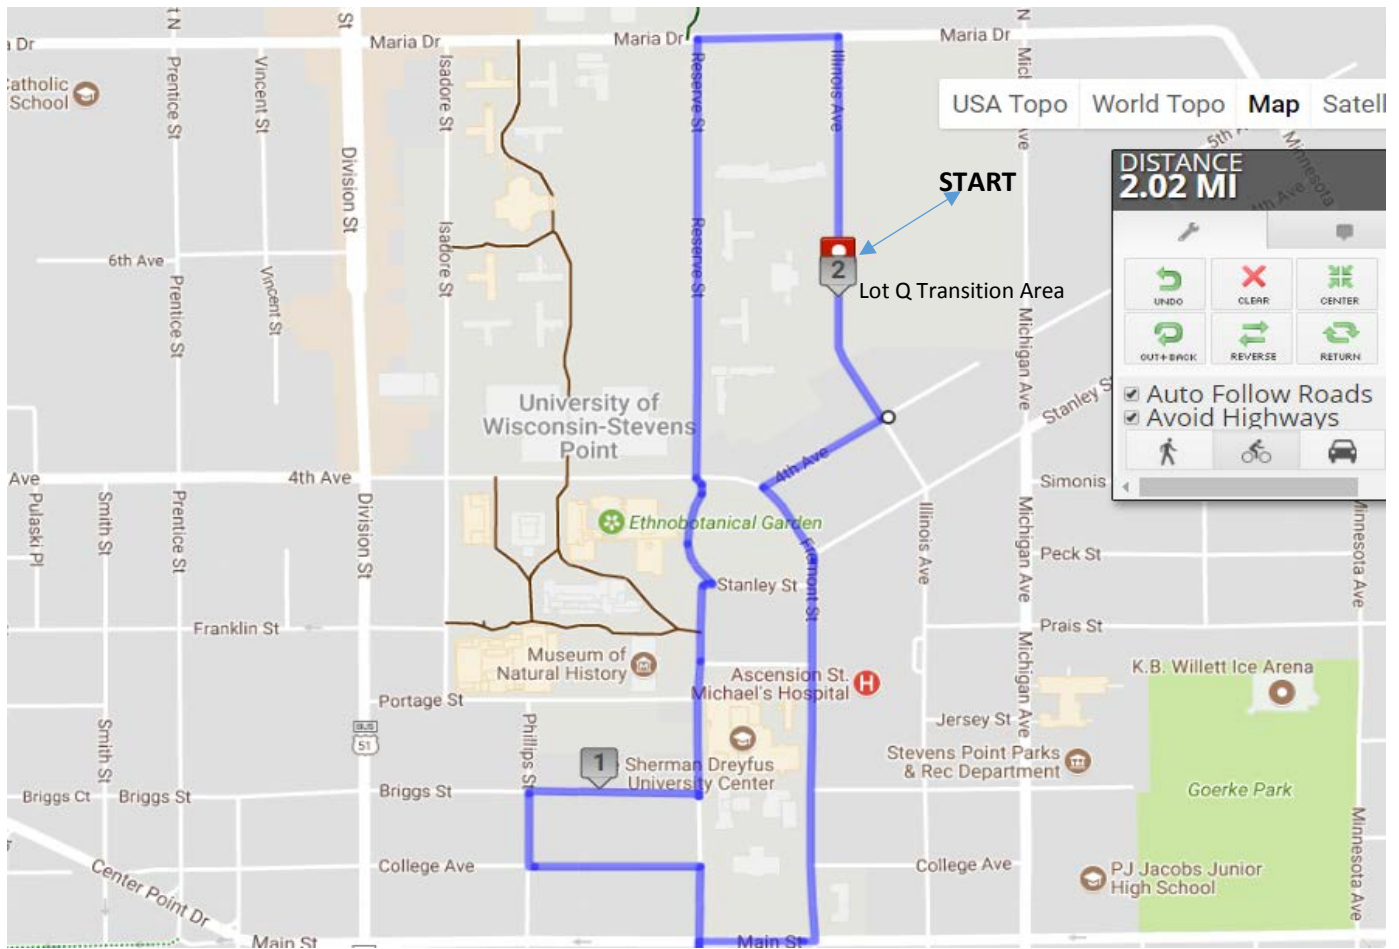 St
t N
N
a Dr
Maria Dr
Maria Dr
Maria Dr
Catholic
School
Prentice St
Vincent St
Isadore St
Reserve St
Illinois Ave
USA Topo
World Topo
Map
Satell
Division St
5th
Minnesota
DISTANCE
2.02 MI
START
Isadore St
Reserve St
6th Ave
Vincent St
Prentice St
2
Lot Q Transition Area
UNDO
CLEAR
CENTER
OUT+BACK
REVERSE
RETURN
Michigan Ave
Stanley S
Auto Follow Roads
Avoid Highways
University of
Wisconsin-Stevens
Point
4th Ave
Ave
4th Ave
Simonis
Pulaski Pl
Smith St
Prentice St
Division St
Ethnobotanical Garden
Fremont St
Illinois Ave
Michigan Ave
Minnesota Ave
Peck St
Stanley St
Franklin St
Prais St
Museum of
Natural History
Ascension St.
Michael's Hospital
H
K.B. Willett Ice Arena
Michigan Ave
Portage St
Jersey St
BUS
51
Smith St
Phillips St
1
Sherman Dreyfus
University Center
Stevens Point Parks
& Rec Department
Briggs Ct
Briggs St
Briggs St
Goerke Park
Minnesota Ave
College Ave
College Ave
PJ Jacobs Junior
High School
Center Point Dr
Main St
Main St